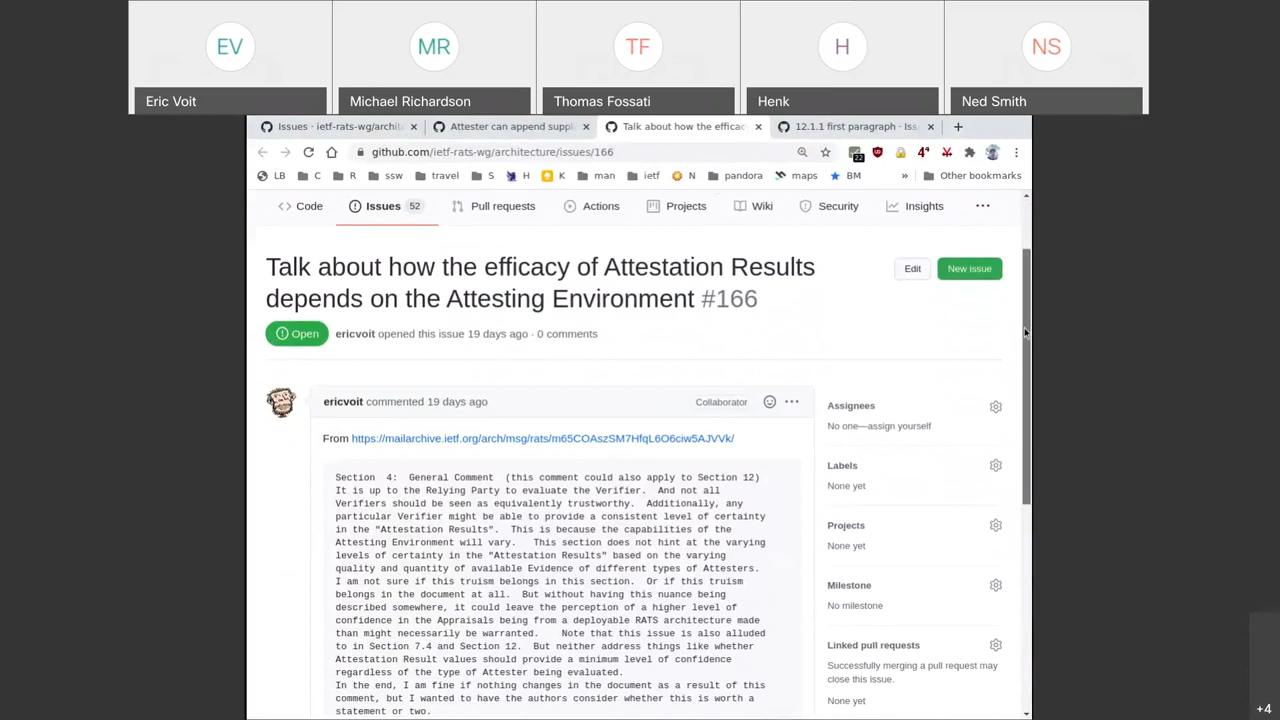 EV
MR
TF
H
NS
Eric Voit
Michael Richardson
Thomas Fossati
Henk
Ned Smith
Issues · ietf-rats-wg/archit
Attester can append suppl
Talk about how the efficac
12.1.1 first paragraph · Iss
github.com/ietf-rats-wg/architecture/issues/166
22
LB C R ssw travel S H K man ietf N pandora maps BM » Other bookmarks
Code
Issues 52
Pull requests
Actions
Projects
Wiki
Security
Insights
Talk about how the efficacy of Attestation Results
depends on the Attesting Environment #166
Edit
New issue
Open
ericvoit opened this issue 19 days ago · 0 comments
ericvoit commented 19 days ago
Collaborator
From https://mailarchive.ietf.org/arch/msg/rats/m65COAszSM7HfqL6O6ciw5AJVVk/
Section 4: General Comment (this comment could also apply to Section 12)
It is up to the Relying Party to evaluate the Verifier. And not all
Verifiers should be seen as equivalently trustworthy. Additionally, any
particular Verifier might be able to provide a consistent level of certainty
in the "Attestation Results". This is because the capabilities of the
Attesting Environment will vary. This section does not hint at the varying
levels of certainty in the "Attestation Results" based on the varying
quality and quantity of available Evidence of different types of Attesters.
I am not sure if this truism belongs in this section. Or if this truism
belongs in the document at all. But without having this nuance being
described somewhere, it could leave the perception of a higher level of
confidence in the Appraisals being from a deployable RATS architecture made
than might necessarily be warranted. Note that this issue is also alluded
to in Section 7.4 and Section 12. But neither address things like whether
Attestation Result values should provide a minimum level of confidence
regardless of the type of Attester being evaluated.
In the end, I am fine if nothing changes in the document as a result of this
comment, but I wanted to have the authors consider whether this is worth a
statement or two.
Assignees
No one—assign yourself
Labels
None yet
Projects
None yet
Milestone
No milestone
Linked pull requests
Successfully merging a pull request may
close this issue.
None yet
+4